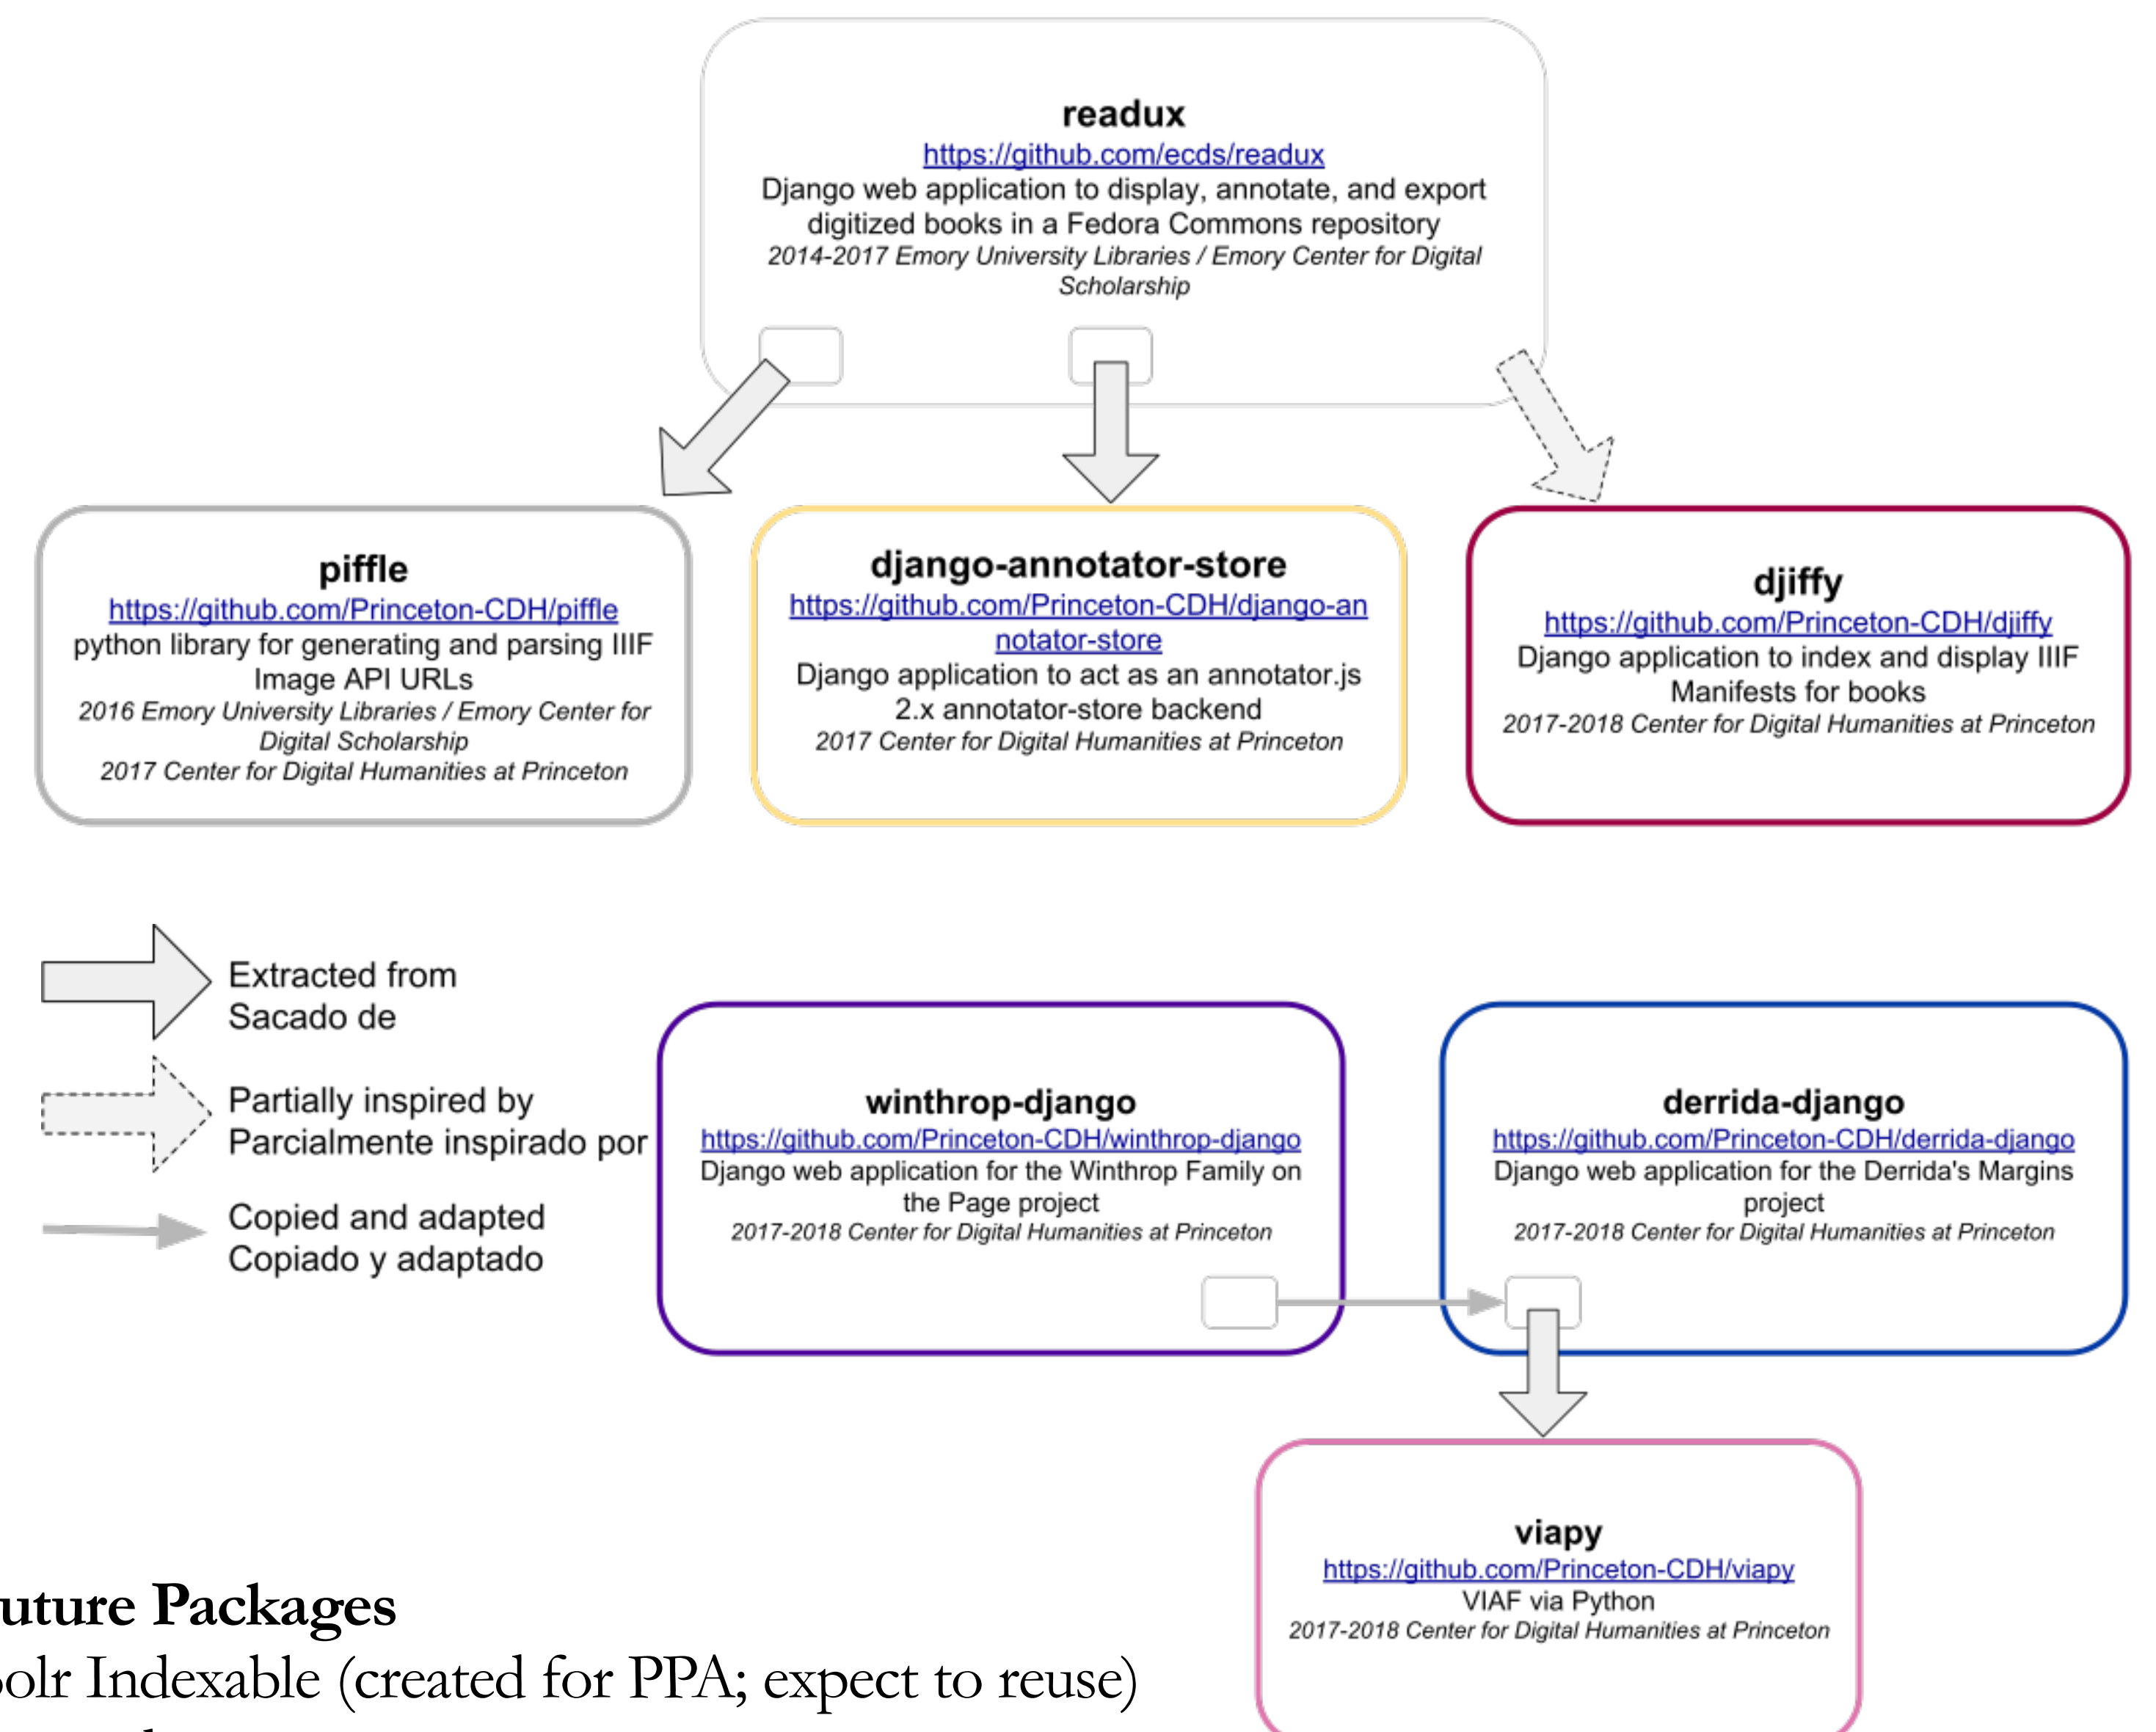 readux
https://github.com/ecds/readux
Django web application to display, annotate, and export
digitized books in a Fedora Commons repository
2014-2017 Emory University Libraries / Emory Center for Digital
Scholarship
piffle
https://github.com/Princeton-CDH/piffle
python library for generating and parsing IIIF
Image API URLs
2016 Emory University Libraries / Emory Center for
Digital Scholarship
2017 Center for Digital Humanities at Princeton
django-annotator-store
https://github.com/Princeton-CDH/django-an
notator-store
Django application to act as an annotator.js
2.x annotator-store backend
2017 Center for Digital Humanities at Princeton
djiffy
https://github.com/Princeton-CDH/djiffy
Django application to index and display IIIF
Manifests for books
2017-2018 Center for Digital Humanities at Princeton
Extracted from
Sacado de
Partially inspired by
Parcialmente inspirado por
Copied and adapted
Copiado y adaptado
winthrop-django
https://github.com/Princeton-CDH/winthrop-django
Django web application for the Winthrop Family on
the Page project
2017-2018 Center for Digital Humanities at Princeton
derrida-django
https://github.com/Princeton-CDH/derrida-django
Django web application for the Derrida's Margins
project
2017-2018 Center for Digital Humanities at Princeton
viapy
https://github.com/Princeton-CDH/viapy
VIAF via Python
2017-2018 Center for Digital Humanities at Princeton
uture Packages
olr Indexable (created for PPA; expect to reuse)